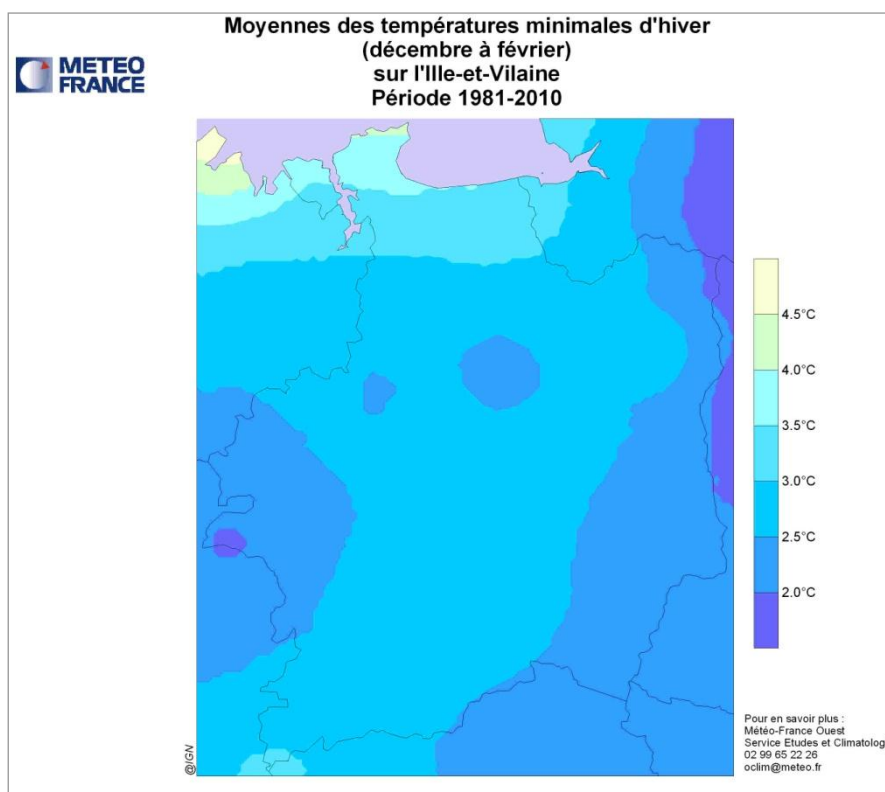 Moyennes des températures minimales d'hiver
(décembre à février)
sur l'Ille-et-Vilaine
Période 1981-2010
METEO
FRANCE
4.5°C
4.0°C
3.5°C
3.0°C
2.5°C
2.0°C
Pour en savoir plus :
Météo-France Ouest
Service Etudes et Climatolog
02 99 65 22 26
oclim@meteo.fr
@IGN